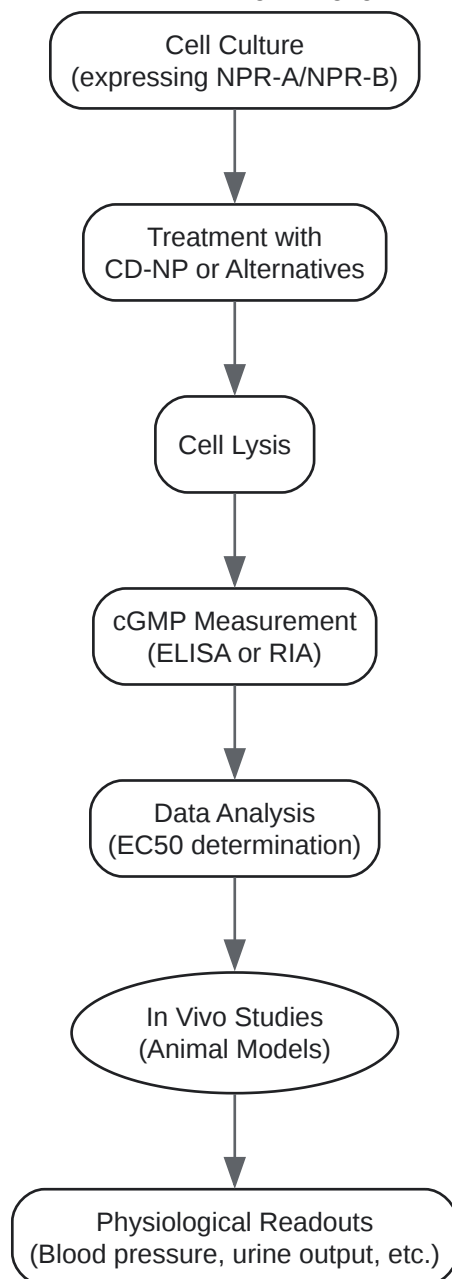 Cell Culture
(expressing NPR-A/NPR-B)
Treatment with
CD-NP or Alternatives
Cell Lysis
cGMP Measurement
(ELISA or RIA)
Data Analysis
(EC50 determination)
In Vivo Studies
(Animal Models)
Physiological Readouts
(Blood pressure, urine output, etc.)